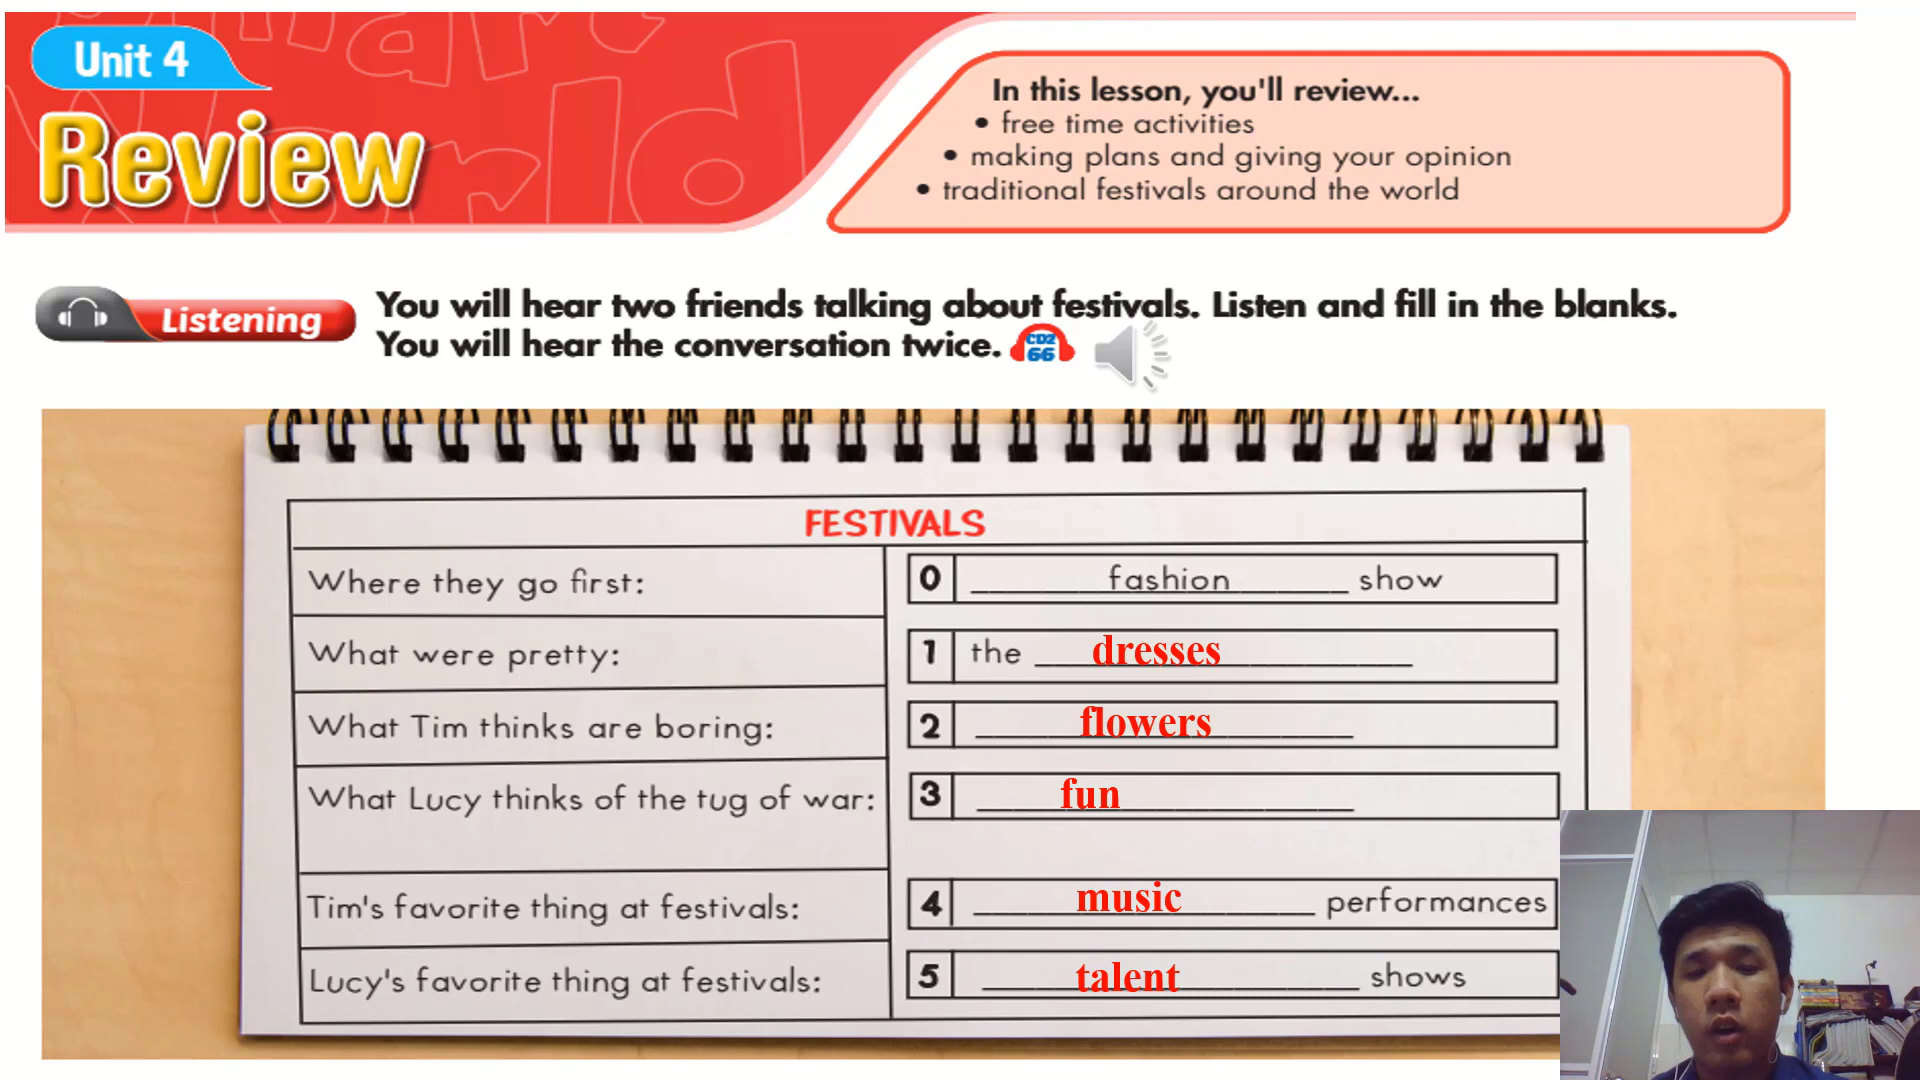 Unit 4
Review
In this lesson, you'll review...
• free time activities
• making plans and giving your opinion
• traditional festivals around the world
Listening
You will hear two friends talking about festivals. Listen and fill in the blanks.
You will hear the conversation twice.
CD2
66
FESTIVALS
Where they go first: 0 fashion show
What were pretty: 1 the dresses
What Tim thinks are boring: 2 flowers
What Lucy thinks of the tug of war: 3 fun
Tim's favorite thing at festivals: 4 music performances
Lucy's favorite thing at festivals: 5 talent shows